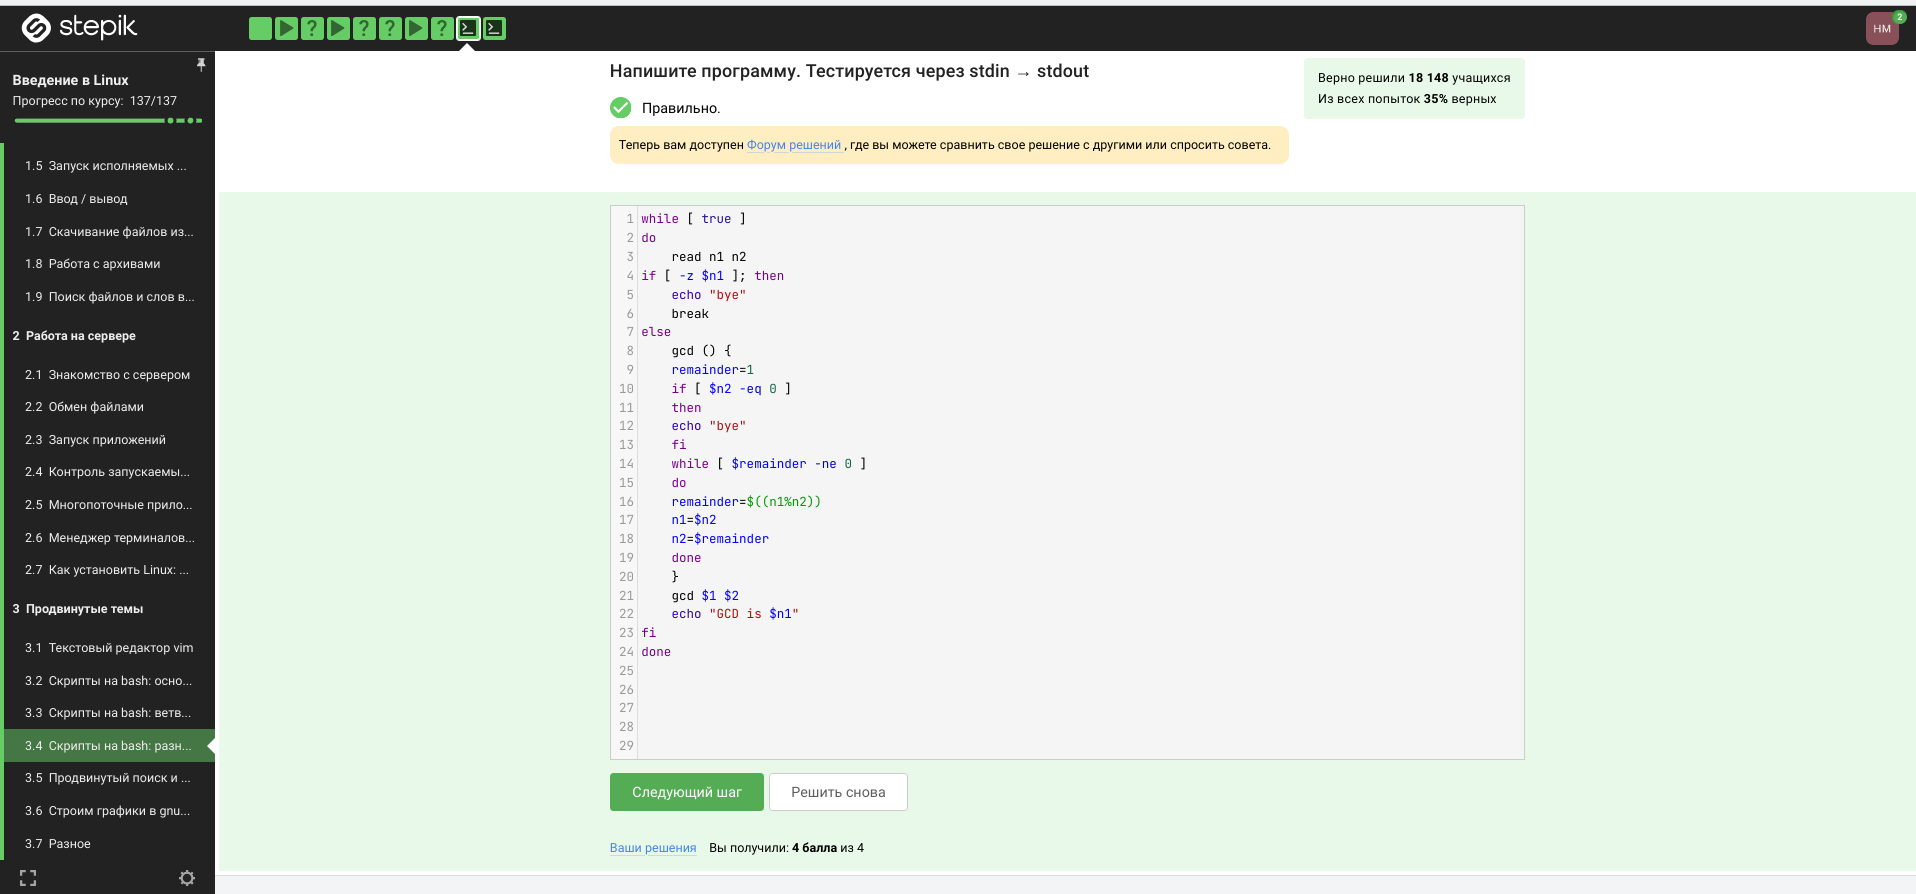 stepik
HM
2
Введение в Linux
Прогресс по курсу: 137/137
1.5 Запуск исполняемых ...
1.6 Ввод / вывод
1.7 Скачивание файлов из...
1.8 Работа с архивами
1.9 Поиск файлов и слов в...
2 Работа на сервере
2.1 Знакомство с сервером
2.2 Обмен файлами
2.3 Запуск приложений
2.4 Контроль запускаемы...
2.5 Многопоточные прило...
2.6 Менеджер терминалов...
2.7 Как установить Linux: ...
3 Продвинутые темы
3.1 Текстовый редактор vim
3.2 Скрипты на bash: осно...
3.3 Скрипты на bash: ветв...
3.4 Скрипты на bash: разн...
3.5 Продвинутый поиск и ...
3.6 Строим графики в gnu...
3.7 Разное
Напишите программу. Тестируется через stdin → stdout
Правильно.
Теперь вам доступен Форум решений , где вы можете сравнить свое решение с другими или спросить совета.
Верно решили 18 148 учащихся
Из всех попыток 35% верных
1 while [ true ]
2 do
3     read n1 n2
4 if [ -z $n1 ]; then
5     echo "bye"
6     break
7 else
8     gcd () {
9     remainder=1
10     if [ $n2 -eq 0 ]
11     then
12     echo "bye"
13     fi
14     while [ $remainder -ne 0 ]
15     do
16     remainder=$((n1%n2))
17     n1=$n2
18     n2=$remainder
19     done
20     }
21     gcd $1 $2
22     echo "GCD is $n1"
23 fi
24 done
25
26
27
28
29
Следующий шаг
Решить снова
Ваши решения Вы получили: 4 балла из 4